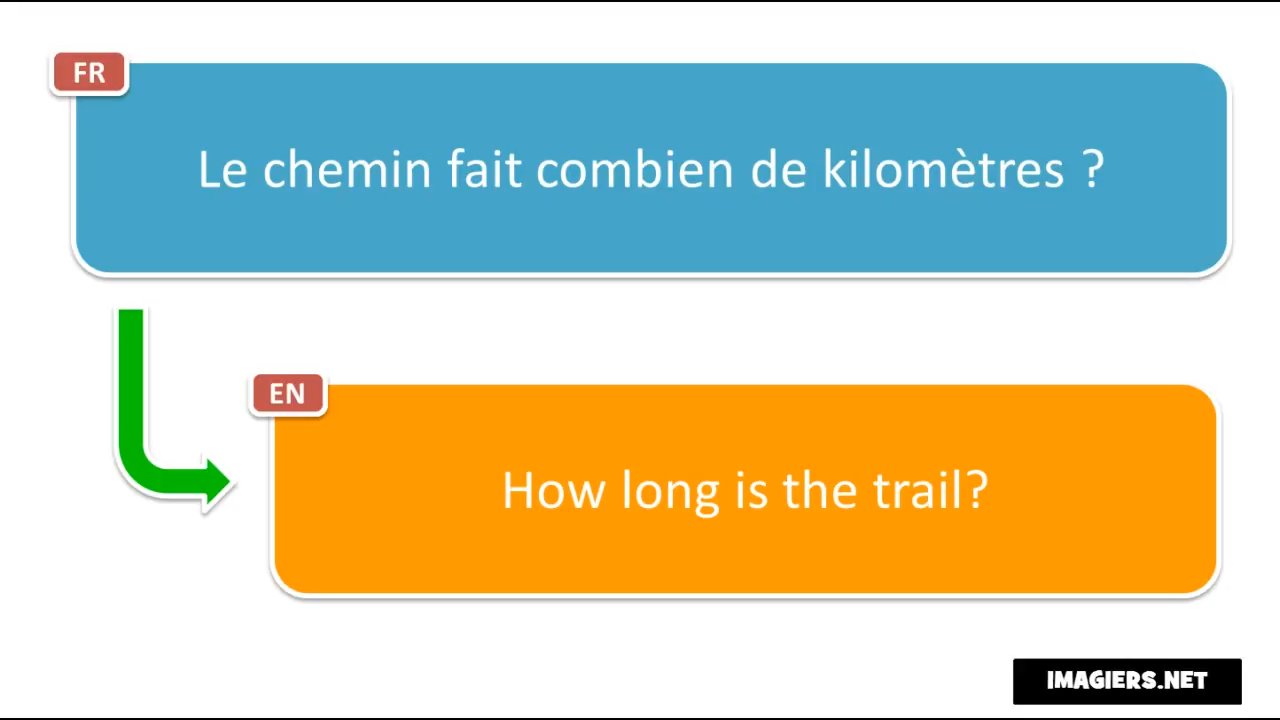 FR
Le chemin fait combien de kilomètres ?
EN
How long is the trail?
IMAGIERS.NET